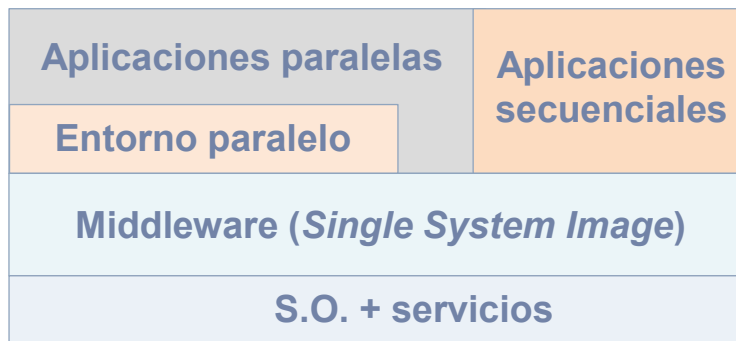 Aplicaciones paralelas
Aplicaciones
secuenciales
Entorno paralelo
Middleware (Single System Image)
S.O. + servicios